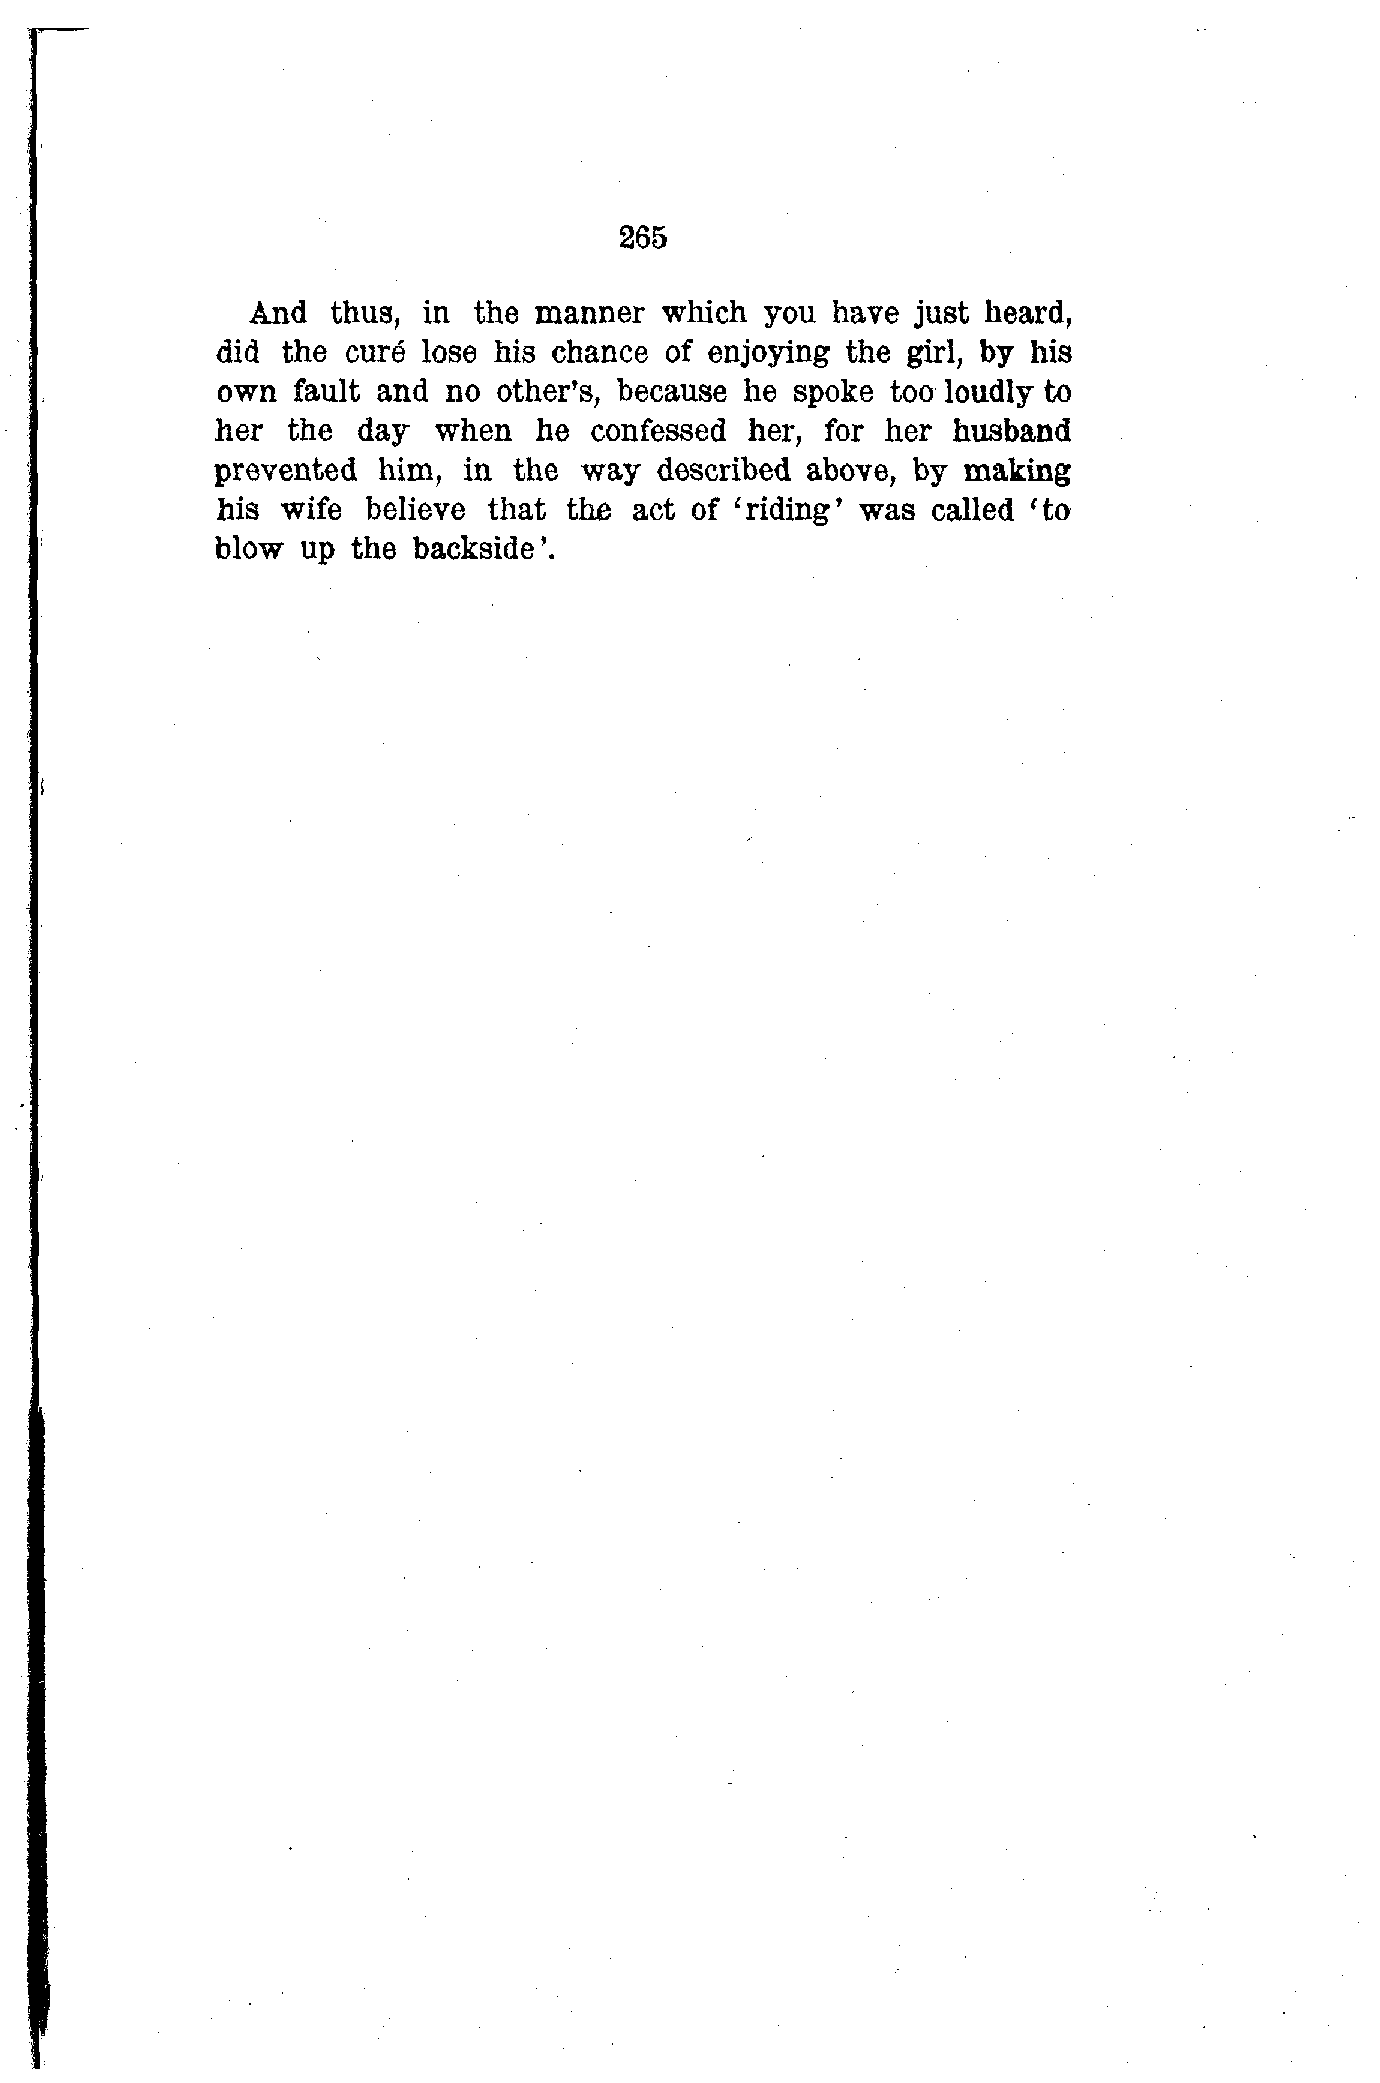 265
And thus, in the manner which you have just heard,
did the curé lose his chance of enjoying the girl, by his
own fault and no other's, because he spoke too loudly to
her the day when he confessed her, for her husband
prevented him, in the way described above, by making
his wife believe that the act of ‘riding’ was called ‘to
blow up the backside’.